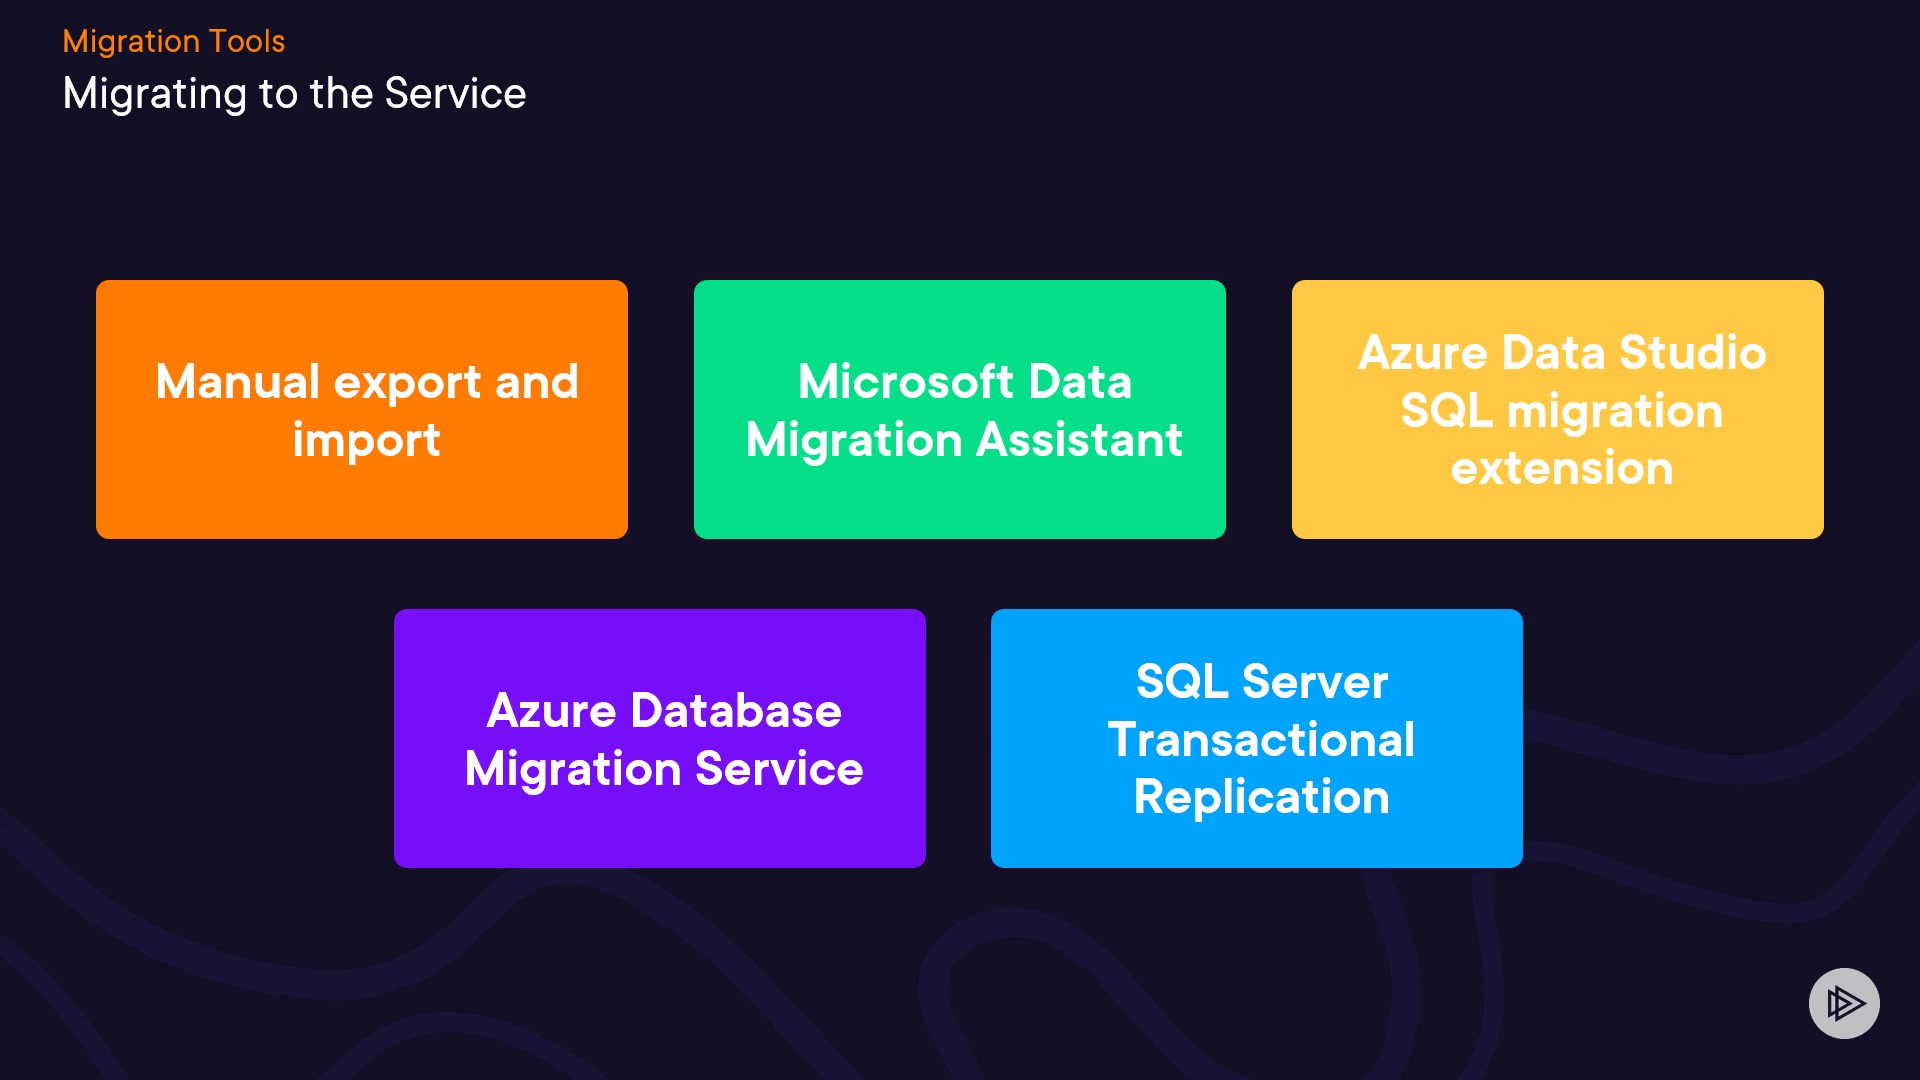 Migration Tools
Migrating to the Service
Manual export and
import
Microsoft Data
Migration Assistant
Azure Data Studio
SQL migration
extension
Azure Database
Migration Service
SQL Server
Transactional
Replication